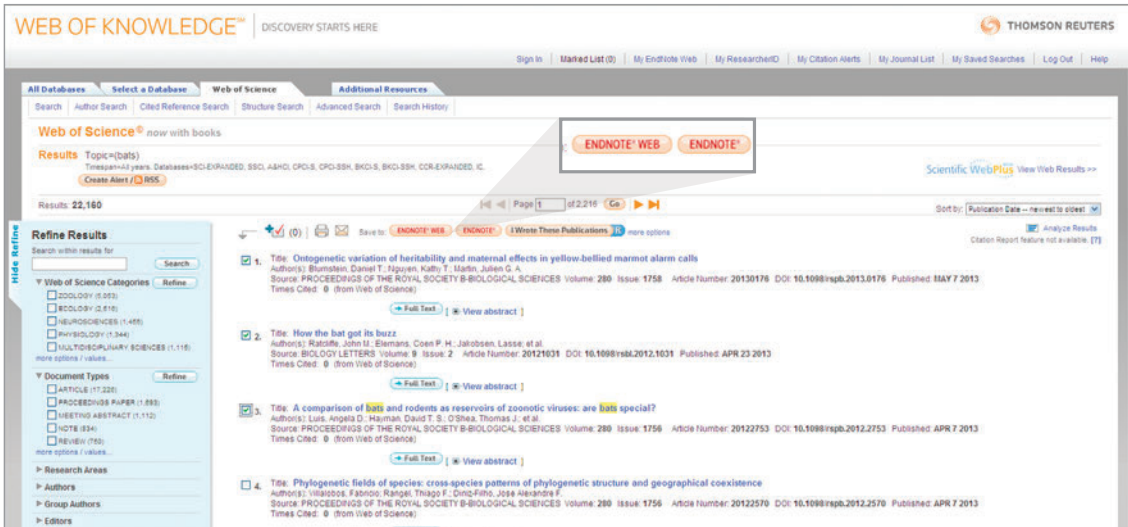 WEB OF KNOWLEDGE℠ DISCOVERY STARTS HERE
THOMSON REUTERS
Sign In Marked List (0) My EndNote Web My ResearcherID My Citation Alerts My Journal List My Saved Searches Log Out Help
All Databases Select a Database Web of Science Additional Resources
Search Author Search Cited Reference Search Structure Search Advanced Search Search History
Web of Science® now with books
ENDNOTE® WEB ENDNOTE®
Results Topic=(bats)
Timespan=All years. Databases=SCI-EXPANDED, SSCI, A&HCI, CPCI-S, CPCI-SSH, BKCI-S, BKCI-SSH, CCR-EXPANDED, IC.
Create Alert / RSS
Scientific WebPlus View Web Results >>
Results: 22,160
Page 1 of 2,216 Go
Sort by: Publication Date -- newest to oldest
Hide Refine
Refine Results
Search within results for
Search
Web of Science Categories Refine
ZOOLOGY (5,053)
ECOLOGY (2,616)
NEUROSCIENCES (1,455)
PHYSIOLOGY (1,344)
MULTIDISCIPLINARY SCIENCES (1,115)
more options / values...
Document Types Refine
ARTICLE (17,226)
PROCEEDINGS PAPER (1,693)
MEETING ABSTRACT (1,112)
NOTE (834)
REVIEW (750)
more options / values...
Research Areas
Authors
Group Authors
Editors
(0) Save to: ENDNOTE® WEB ENDNOTE® I Wrote These Publications R more options
Analyze Results
Citation Report feature not available. [?]
1. Title: Ontogenetic variation of heritability and maternal effects in yellow-bellied marmot alarm calls
Author(s): Blumstein, Daniel T.; Nguyen, Kathy T.; Martin, Julien G. A.
Source: PROCEEDINGS OF THE ROYAL SOCIETY B-BIOLOGICAL SCIENCES Volume: 280 Issue: 1758 Article Number: 20130176 DOI: 10.1098/rspb.2013.0176 Published: MAY 7 2013
Times Cited: 0 (from Web of Science)
Full Text [ View abstract ]
2. Title: How the bat got its buzz
Author(s): Ratcliffe, John M.; Elemans, Coen P. H.; Jakobsen, Lasse; et al.
Source: BIOLOGY LETTERS Volume: 9 Issue: 2 Article Number: 20121031 DOI: 10.1098/rsbl.2012.1031 Published: APR 23 2013
Times Cited: 0 (from Web of Science)
Full Text [ View abstract ]
3. Title: A comparison of bats and rodents as reservoirs of zoonotic viruses: are bats special?
Author(s): Luis, Angela D.; Hayman, David T. S.; O'Shea, Thomas J.; et al.
Source: PROCEEDINGS OF THE ROYAL SOCIETY B-BIOLOGICAL SCIENCES Volume: 280 Issue: 1756 Article Number: 20122753 DOI: 10.1098/rspb.2012.2753 Published: APR 7 2013
Times Cited: 0 (from Web of Science)
Full Text [ View abstract ]
4. Title: Phylogenetic fields of species: cross-species patterns of phylogenetic structure and geographical coexistence
Author(s): Villalobos, Fabricio; Rangel, Thiago F.; Diniz-Filho, Jose Alexandre F.
Source: PROCEEDINGS OF THE ROYAL SOCIETY B-BIOLOGICAL SCIENCES Volume: 280 Issue: 1756 Article Number: 20122570 DOI: 10.1098/rspb.2012.2570 Published: APR 7 2013
Times Cited: 0 (from Web of Science)